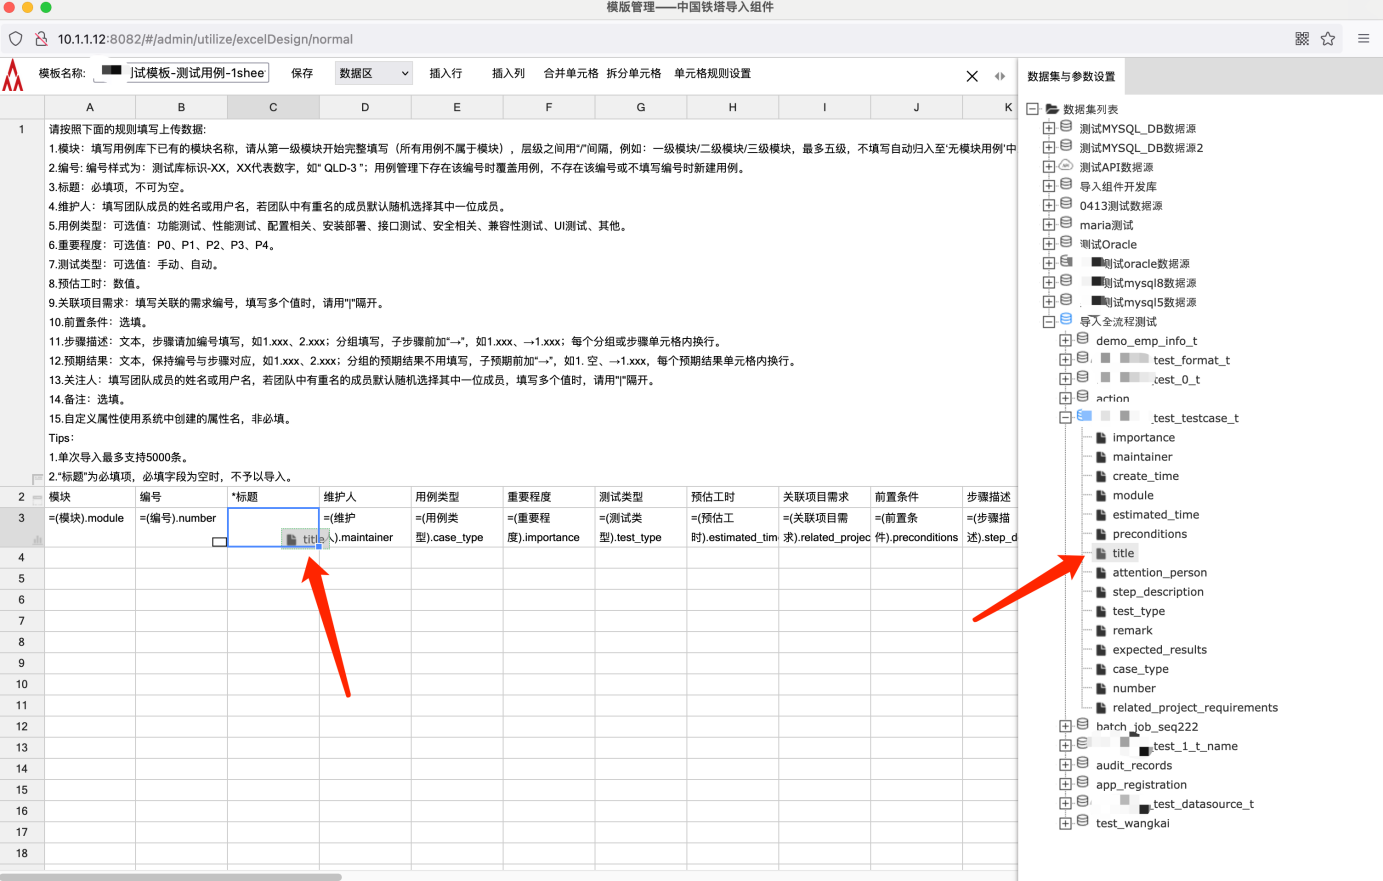 模版管理——中国铁塔导入组件
10.1.1.12:8082/#/admin/utilize/excelDesign/normal
模板名称: 试模板-测试用例-1shee 保存 数据区 插入行 插入列 合并单元格 拆分单元格 单元格规则设置
数据集与参数设置
A B C D E F G H I J K
1 请按照下面的规则填写上传数据:
1.模块：填写用例库下已有的模块名称，请从第一级模块开始完整填写（所有用例不属于模块），层级之间用"/"间隔，例如：一级模块/二级模块/三级模块，最多五级，不填写自动归入至'无模块用例'中
2.编号: 编号样式为：测试库标识-XX，XX代表数字，如" QLD-3 "；用例管理下存在该编号时覆盖用例，不存在该编号或不填写编号时新建用例。
3.标题：必填项，不可为空。
4.维护人：填写团队成员的姓名或用户名，若团队中有重名的成员默认随机选择其中一位成员。
5.用例类型：可选值：功能测试、性能测试、配置相关、安装部署、接口测试、安全相关、兼容性测试、UI测试、其他。
6.重要程度：可选值：P0、P1、P2、P3、P4。
7.测试类型：可选值：手动、自动。
8.预估工时：数值。
9.关联项目需求：填写关联的需求编号，填写多个值时，请用"|"隔开。
10.前置条件：选填。
11.步骤描述：文本，步骤请加编号填写，如1.xxx、2.xxx；分组填写，子步骤前加"→"，如1.xxx、→1.xxx；每个分组或步骤单元格内换行。
12.预期结果：文本，保持编号与步骤对应，如1.xxx、2.xxx；分组的预期结果不用填写，子预期前加"→"，如1. 空、→1.xxx，每个预期结果单元格内换行。
13.关注人：填写团队成员的姓名或用户名，若团队中有重名的成员默认随机选择其中一位成员，填写多个值时，请用"|"隔开。
14.备注：选填。
15.自定义属性使用系统中创建的属性名，非必填。
Tips：
1.单次导入最多支持5000条。
2."标题"为必填项，必填字段为空时，不予以导入。
2 模块 编号 *标题 维护人 用例类型 重要程度 测试类型 预估工时 关联项目需求 前置条件 步骤描述
3 =(模块).module =(编号).number =(维护 =(用例类 =(重要程 =(测试类 =(预估工 =(关联项目需 =(前置条 =(步骤描
title 人).maintainer 型).case_type 度).importance 型).test_type 时).estimated_tim 求).related_projec 件).preconditions 述).step_d
4
5
6
7
8
9
10
11
12
13
14
15
16
17
18
数据集列表
测试MYSQL_DB数据源
测试MYSQL_DB数据源2
测试API数据源
导入组件开发库
0413测试数据源
maria测试
测试Oracle
测试oracle数据源
测试mysql8数据源
测试mysql5数据源
导入全流程测试
demo_emp_info_t
_test_format_t
_test_0_t
action
_test_testcase_t
importance
maintainer
create_time
module
estimated_time
preconditions
title
attention_person
step_description
test_type
remark
expected_results
case_type
number
related_project_requirements
batch_job_seq222
_test_1_t_name
audit_records
app_registration
_test_datasource_t
test_wangkai